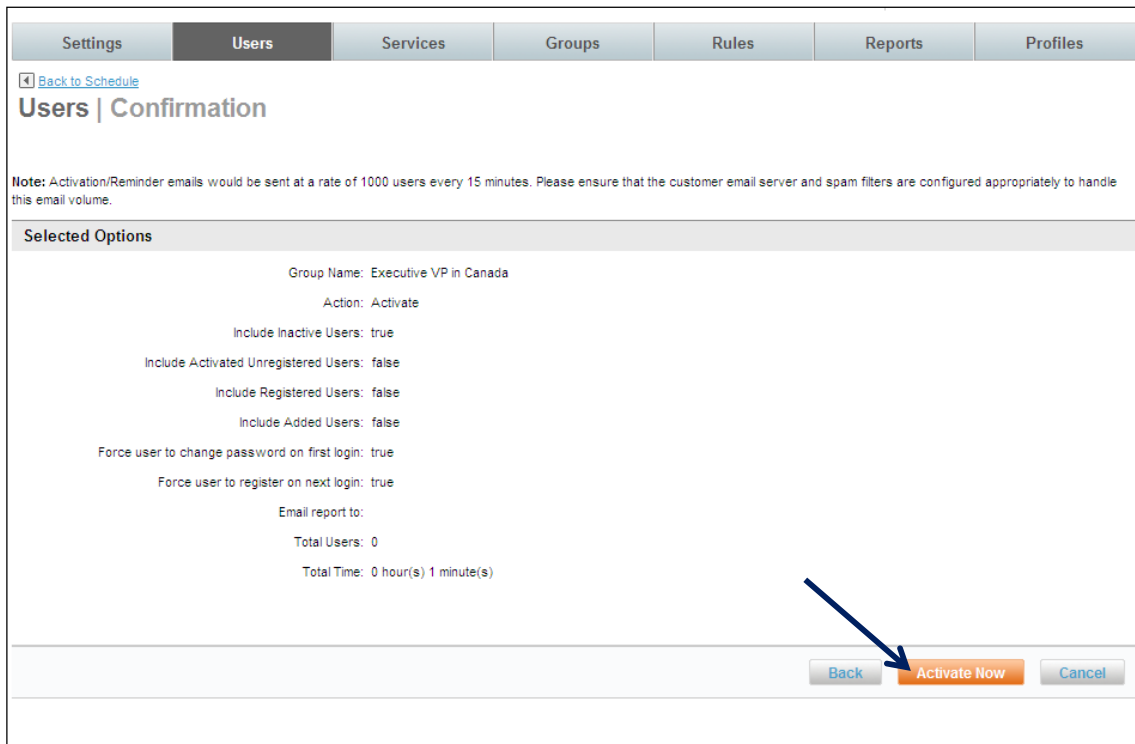 Settings Users Services Groups Rules Reports Profiles
Back to Schedule
Users | Confirmation
Note: Activation/Reminder emails would be sent at a rate of 1000 users every 15 minutes. Please ensure that the customer email server and spam filters are configured appropriately to handle
this email volume.
Selected Options
Group Name: Executive VP in Canada
Action: Activate
Include Inactive Users: true
Include Activated Unregistered Users: false
Include Registered Users: false
Include Added Users: false
Force user to change password on first login: true
Force user to register on next login: true
Email report to:
Total Users: 0
Total Time: 0 hour(s) 1 minute(s)
Back Activate Now Cancel